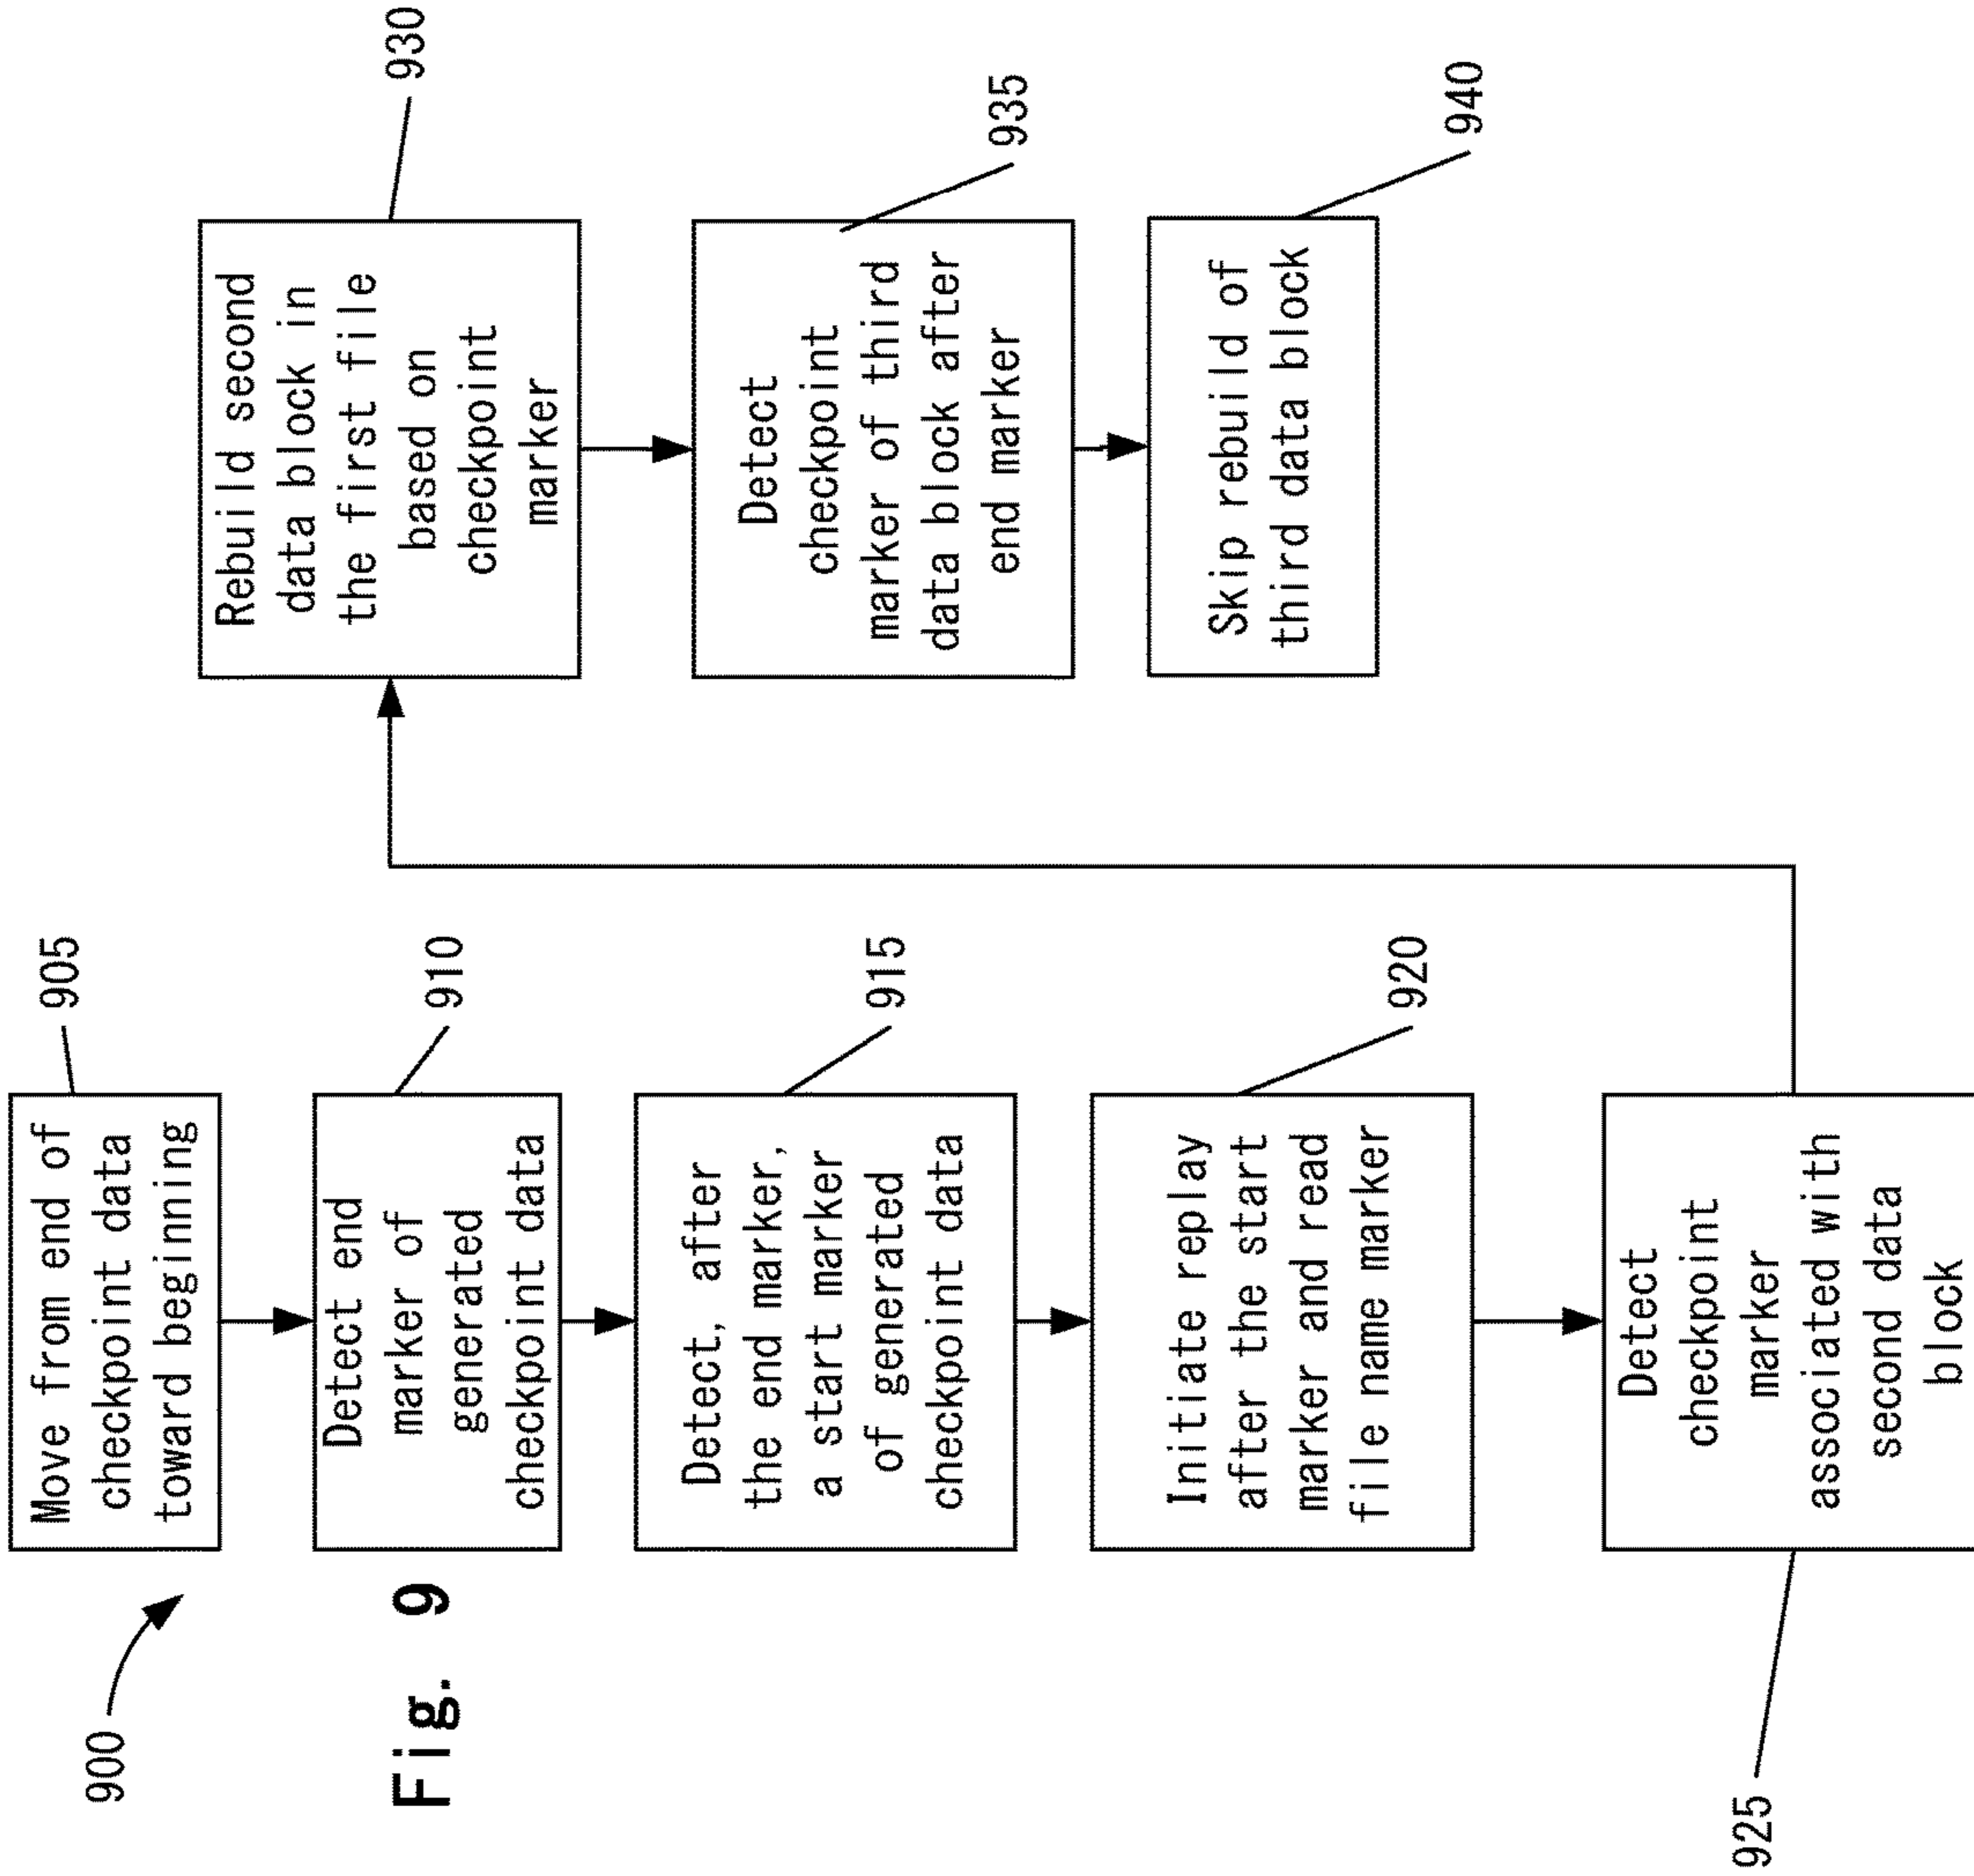 900
Fig. 9
Move from end of
checkpoint data
toward beginning
905
Detect end
marker of
generated
checkpoint data
910
Detect, after
the end marker,
a start marker
of generated
checkpoint data
915
Initiate replay
after the start
marker and read
file name marker
920
Detect
checkpoint
marker
associated with
second data
block
925
Rebuild second
data block in
the first file
based on
checkpoint
marker
930
Detect
checkpoint
marker of third
data block after
end marker
935
Skip rebuild of
third data block
940